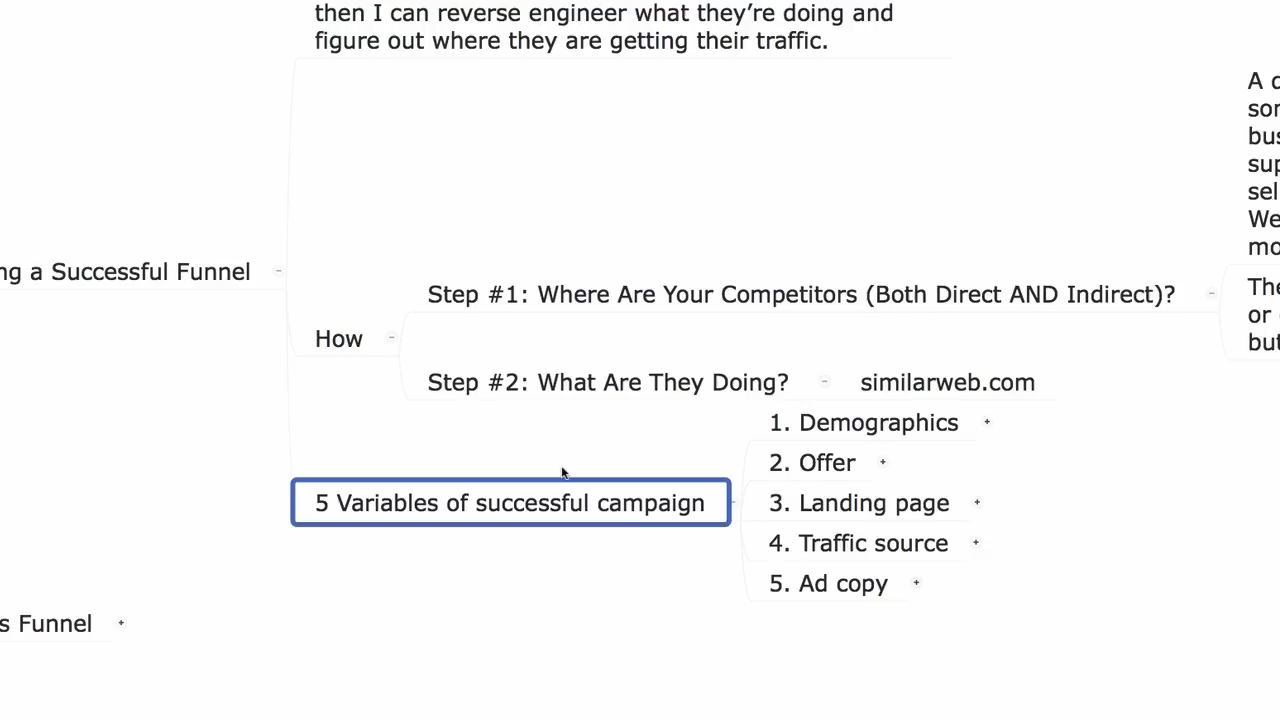 then I can reverse engineer what they're doing and
figure out where they are getting their traffic.
a Successful Funnel
Step #1: Where Are Your Competitors (Both Direct AND Indirect)?
How
Step #2: What Are They Doing?
similarweb.com
5 Variables of successful campaign
1. Demographics
2. Offer
3. Landing page
4. Traffic source
5. Ad copy
Funnel
A
We
or